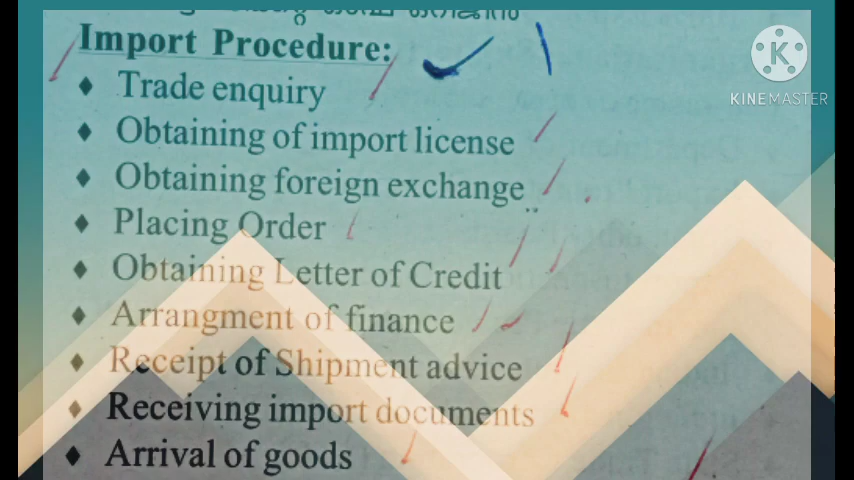 Import Procedure:
♦ Trade enquiry
♦ Obtaining of import license
♦ Obtaining foreign exchange
♦ Placing Order
♦ Obtaining Letter of Credit
♦ Arrangment of finance
♦ Receipt of Shipment advice
♦ Receiving import documents
♦ Arrival of goods
K
KINEMASTER